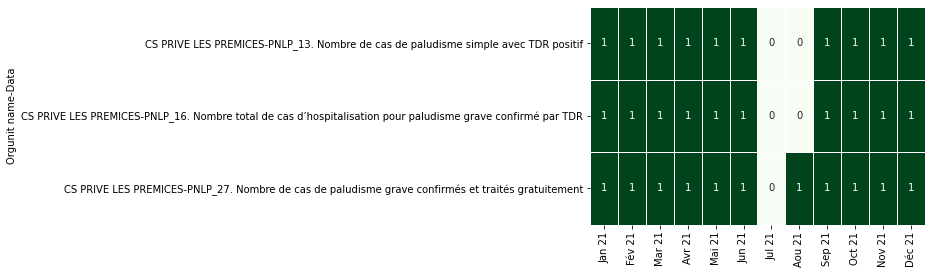 Orgunit name-Data
CS PRIVE LES PREMICES-PNLP_13. Nombre de cas de paludisme simple avec TDR positif
1 1 1 1 1 1 0 0 1 1 1 1
CS PRIVE LES PREMICES-PNLP_16. Nombre total de cas d’hospitalisation pour paludisme grave confirmé par TDR
1 1 1 1 1 1 0 0 1 1 1 1
CS PRIVE LES PREMICES-PNLP_27. Nombre de cas de paludisme grave confirmés et traités gratuitement
1 1 1 1 1 1 0 1 1 1 1 1
Jan 21
Fév 21
Mar 21
Avr 21
Mai 21
Jun 21
Jul 21
Aou 21
Sep 21
Oct 21
Nov 21
Déc 21